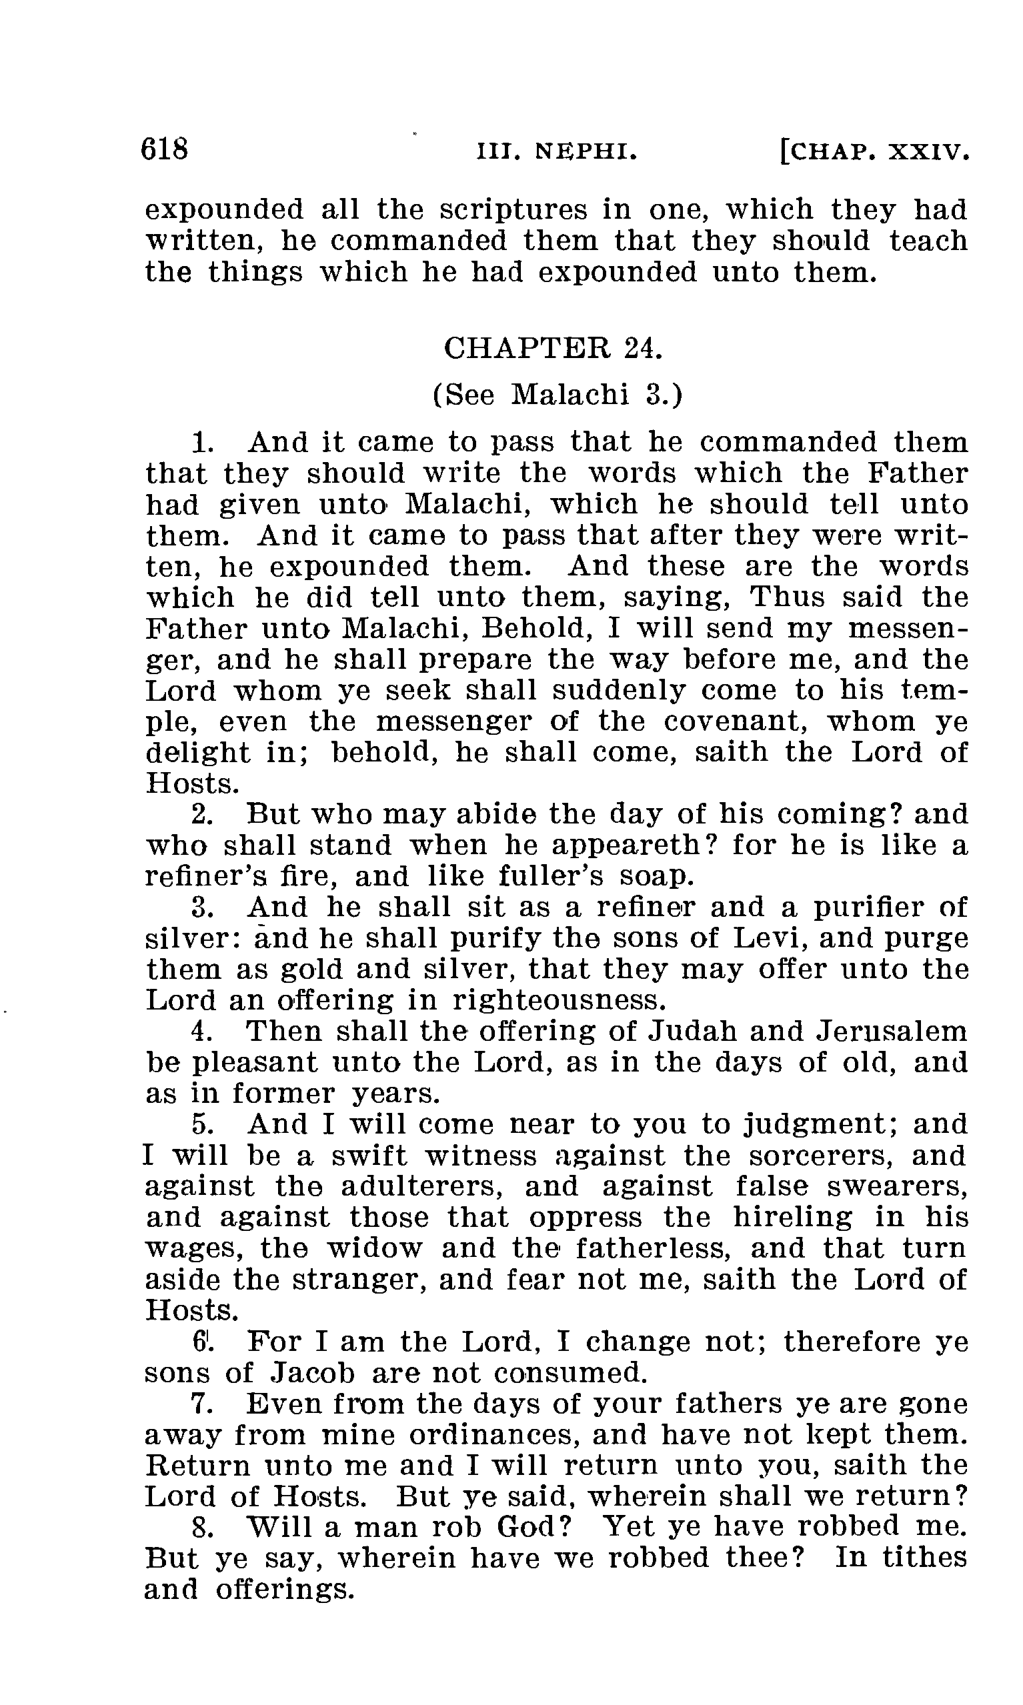 618 III. NEPHI. [CHAP. XXIV.
expounded all the scriptures in one, which they had
written, he commanded them that they should teach
the things which he had expounded unto them.
CHAPTER 24.
(See Malachi 3.)
1. And it came to pass that he commanded them
that they should write the words which the Father
had given unto Malachi, which he should tell unto
them. And it came to pass that after they were writ-
ten, he expounded them. And these are the words
which he did tell unto them, saying, Thus said the
Father unto Malachi, Behold, I will send my messen-
ger, and he shall prepare the way before me, and the
Lord whom ye seek shall suddenly come to his tem-
ple, even the messenger of the covenant, whom ye
delight in; behold, he shall come, saith the Lord of
Hosts.
2. But who may abide the day of his coming? and
who shall stand when he appeareth? for he is like a
refiner's fire, and like fuller's soap.
3. And he shall sit as a refiner and a purifier of
silver: and he shall purify the sons of Levi, and purge
them as gold and silver, that they may offer unto the
Lord an offering in righteousness.
4. Then shall the offering of Judah and Jerusalem
be pleasant unto the Lord, as in the days of old, and
as in former years.
5. And I will come near to you to judgment; and
I will be a swift witness against the sorcerers, and
against the adulterers, and against false swearers,
and against those that oppress the hireling in his
wages, the widow and the fatherless, and that turn
aside the stranger, and fear not me, saith the Lord of
Hosts.
6. For I am the Lord, I change not; therefore ye
sons of Jacob are not consumed.
7. Even from the days of your fathers ye are gone
away from mine ordinances, and have not kept them.
Return unto me and I will return unto you, saith the
Lord of Hosts. But ye said, wherein shall we return?
8. Will a man rob God? Yet ye have robbed me.
But ye say, wherein have we robbed thee? In tithes
and offerings.